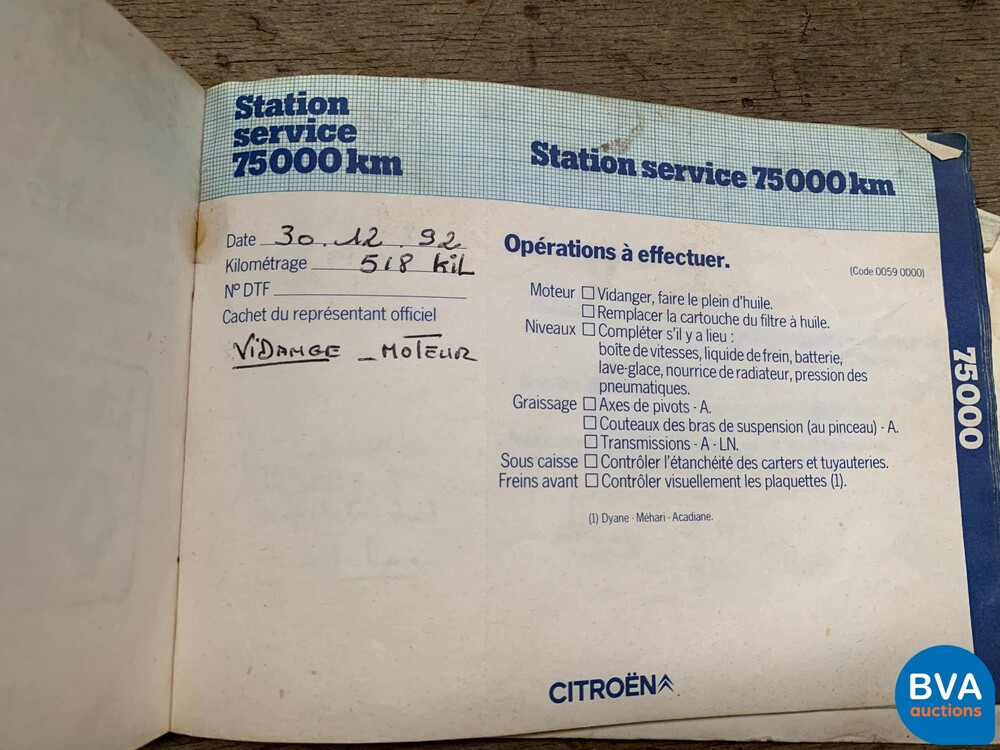 Station
service
75000 km
Station service 75000 km
Date 30.12.92
Kilométrage 518 KiL
N° DTF
Cachet du représentant officiel
ViDANGE _ MOTEUR
Opérations à effectuer.
(Code 0059 0000)
Moteur Vidanger, faire le plein d'huile.
Remplacer la cartouche du filtre à huile.
Niveaux Compléter s'il y a lieu :
boîte de vitesses, liquide de frein, batterie,
lave-glace, nourrice de radiateur, pression des
pneumatiques.
Graissage Axes de pivots - A.
Couteaux des bras de suspension (au pinceau) - A.
Transmissions - A - LN.
Sous caisse Contrôler l'étanchéité des carters et tuyauteries.
Freins avant Contrôler visuellement les plaquettes (1).
(1) Dyane - Méhari - Acadiane.
75000
CITROËN
BVA
auctions